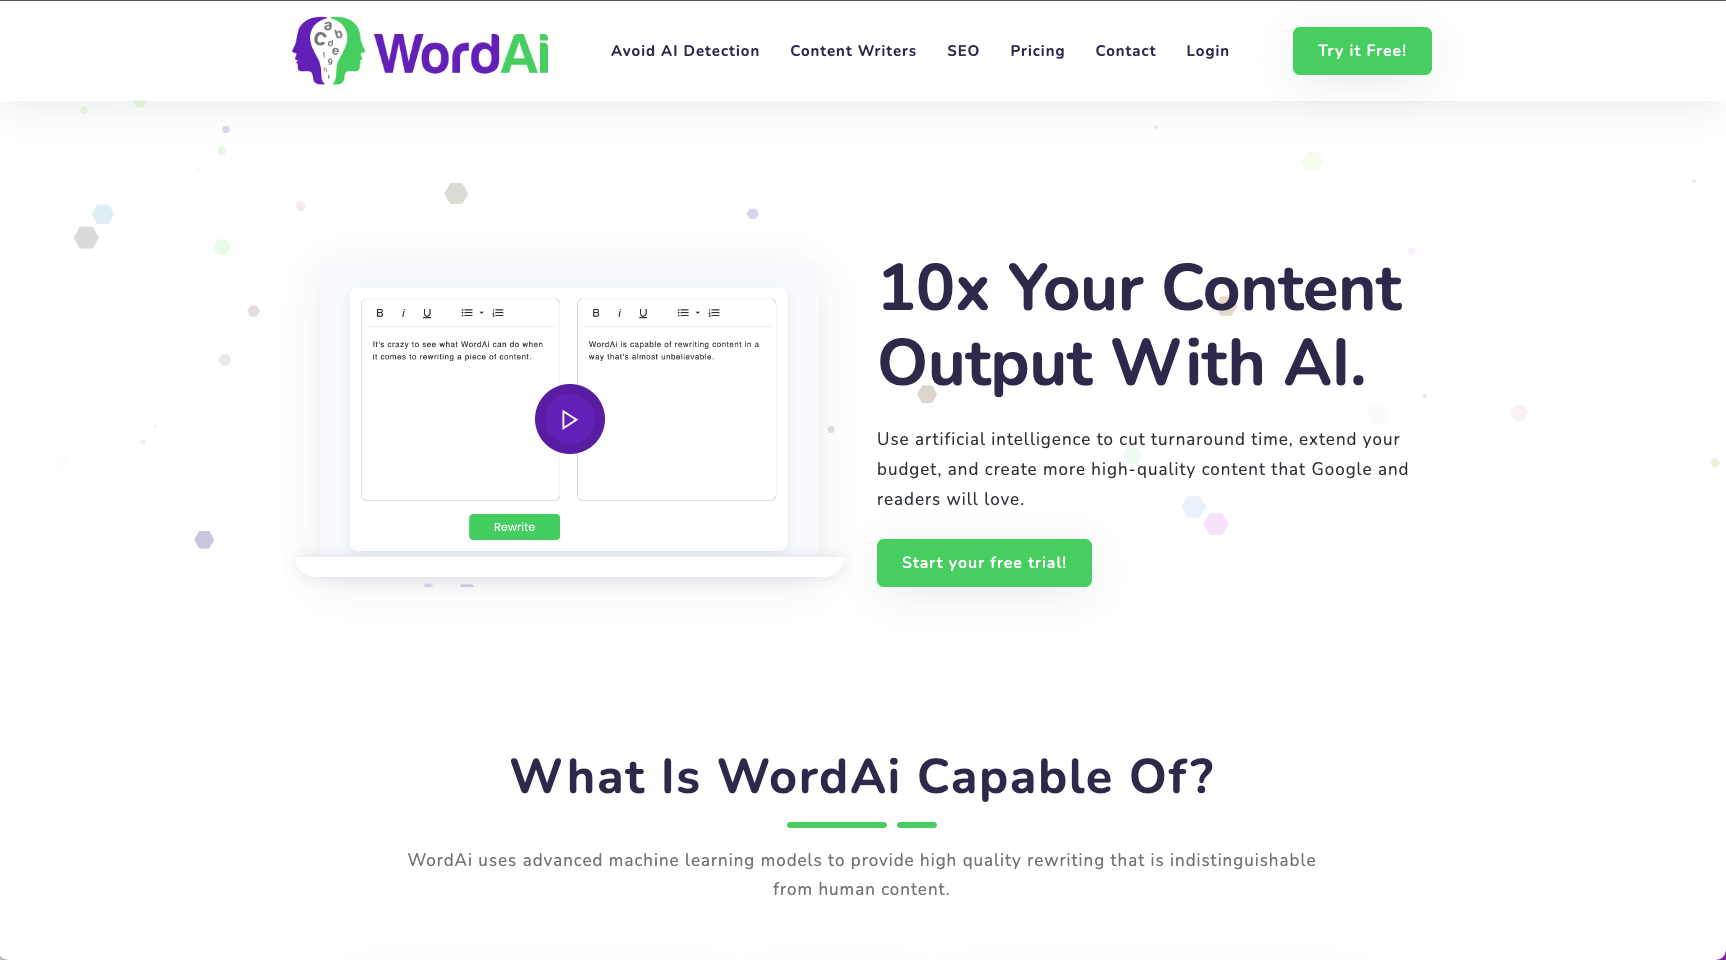 WordAi
Avoid AI Detection
Content Writers
SEO
Pricing
Contact
Login
Try it Free!
B i U
B i U
It's crazy to see what WordAi can do when
it comes to rewriting a piece of content.
WordAi is capable of rewriting content in a
way that's almost unbelievable.
Rewrite
10x Your Content
Output With AI.
Use artificial intelligence to cut turnaround time, extend your
budget, and create more high-quality content that Google and
readers will love.
Start your free trial!
What Is WordAi Capable Of?
WordAi uses advanced machine learning models to provide high quality rewriting that is indistinguishable
from human content.